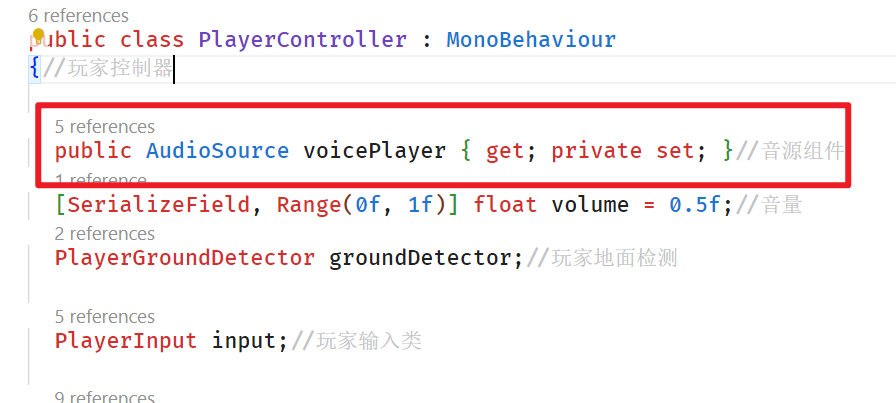 6 references
public class PlayerController : MonoBehaviour
{//玩家控制器
5 references
public AudioSource voicePlayer { get; private set; }//音源组件
1 reference
[SerializeField, Range(0f, 1f)] float volume = 0.5f;//音量
2 references
PlayerGroundDetector groundDetector;//玩家地面检测
5 references
PlayerInput input;//玩家输入类
9 references